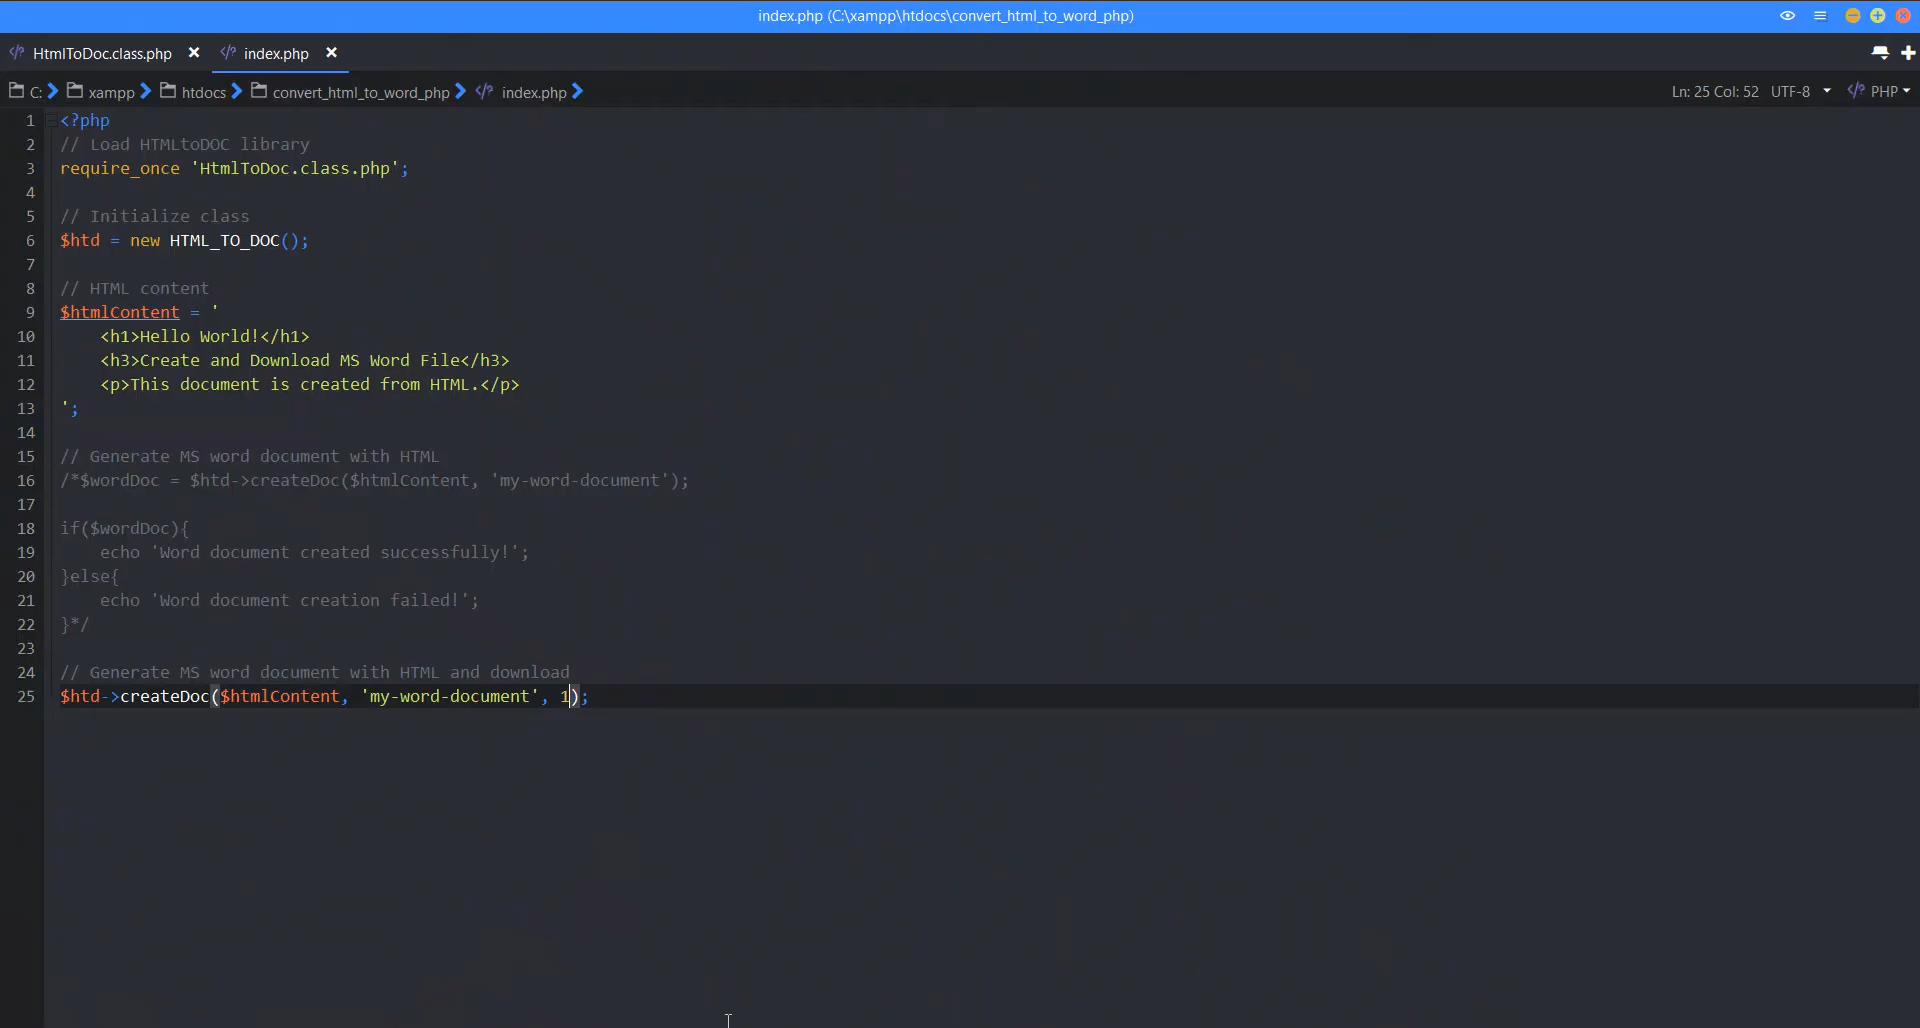 index.php (C:\xampp\htdocs\convert_html_to_word_php)
HtmlToDoc.class.php index.php
C: xampp htdocs convert_html_to_word_php index.php Ln: 25 Col: 52 UTF-8 PHP
1 <?php
2 // Load HTMLtoDOC library
3 require_once 'HtmlToDoc.class.php';
4
5 // Initialize class
6 $htd = new HTML_TO_DOC();
7
8 // HTML content
9 $htmlContent = '
10     <h1>Hello World!</h1>
11     <h3>Create and Download MS Word File</h3>
12     <p>This document is created from HTML.</p>
13 ';
14
15 // Generate MS word document with HTML
16 /*$wordDoc = $htd->createDoc($htmlContent, 'my-word-document');
17
18 if($wordDoc){
19     echo 'Word document created successfully!';
20 }else{
21     echo 'Word document creation failed!';
22 }*/
23
24 // Generate MS word document with HTML and download
25 $htd->createDoc($htmlContent, 'my-word-document', 1);